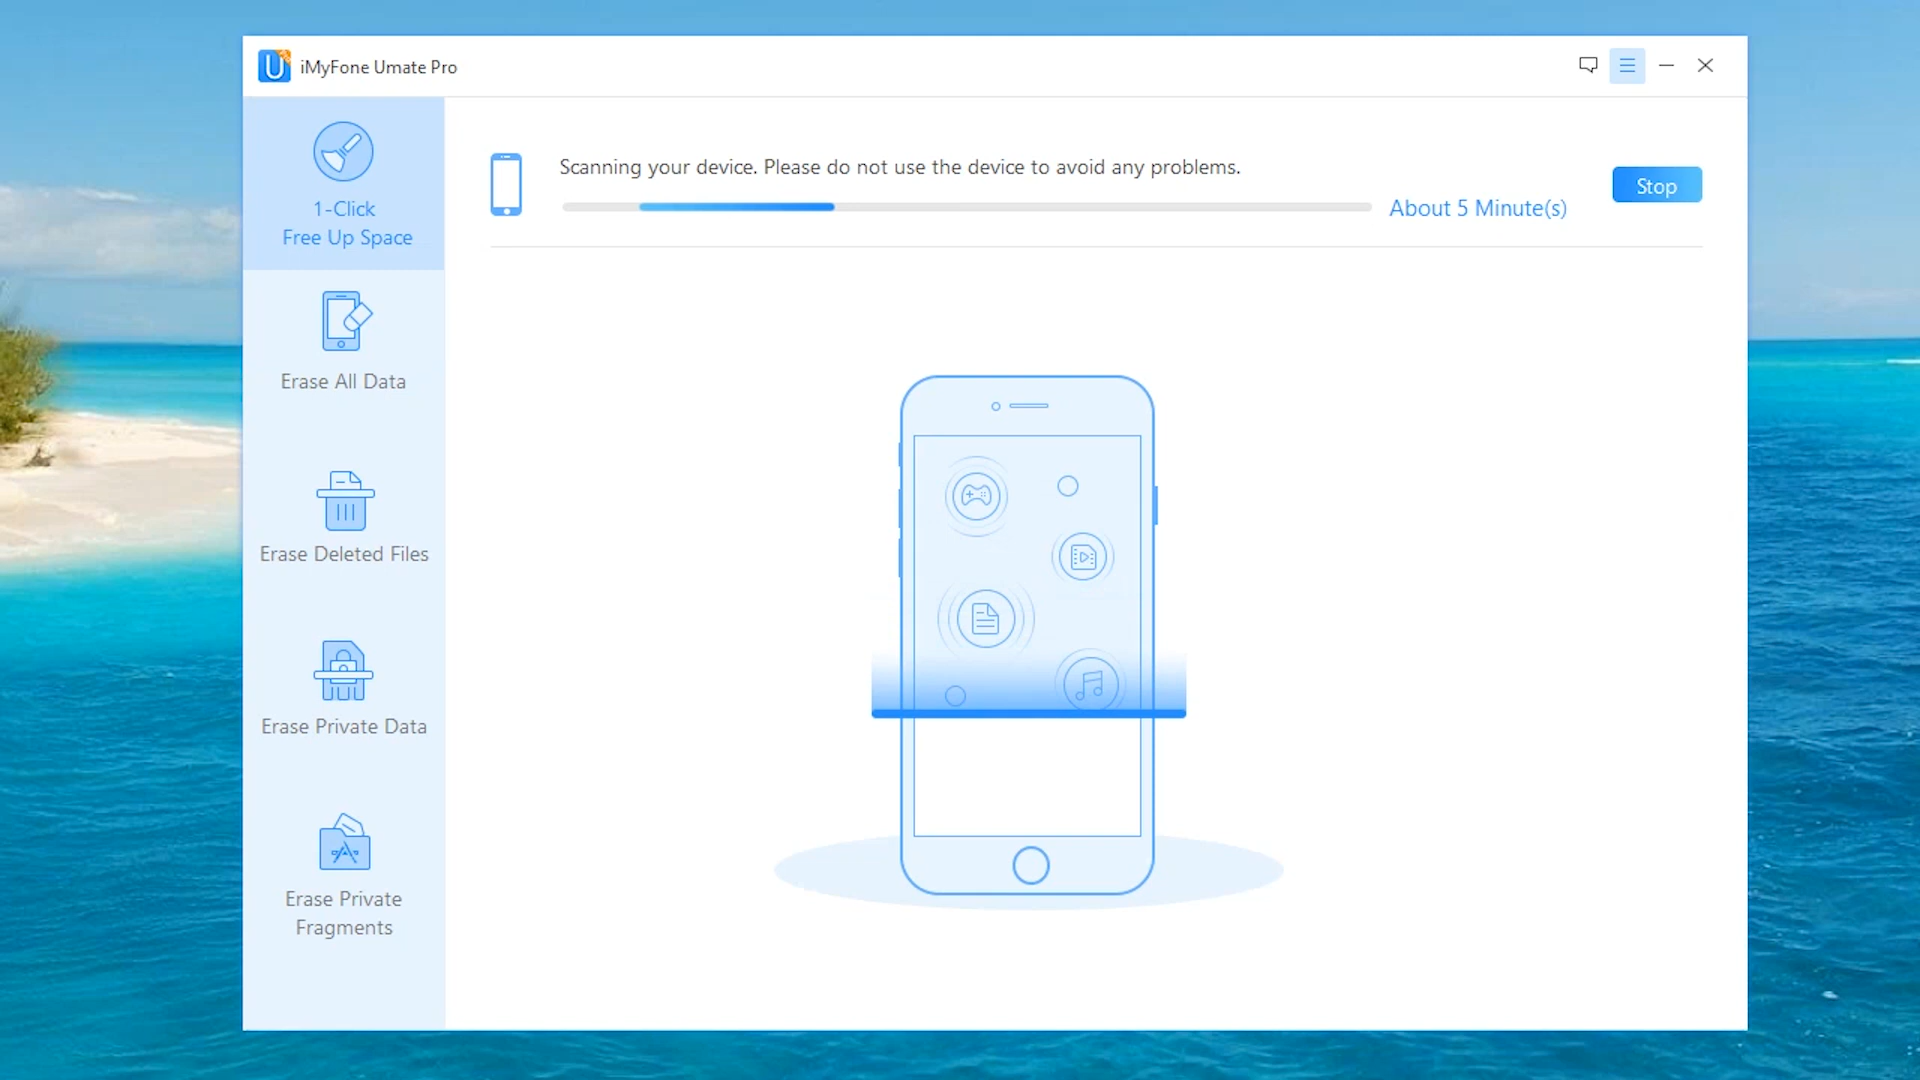 iMyFone Umate Pro
1-Click
Free Up Space
Erase All Data
Erase Deleted Files
Erase Private Data
Erase Private
Fragments
Scanning your device. Please do not use the device to avoid any problems.
About 5 Minute(s)
Stop